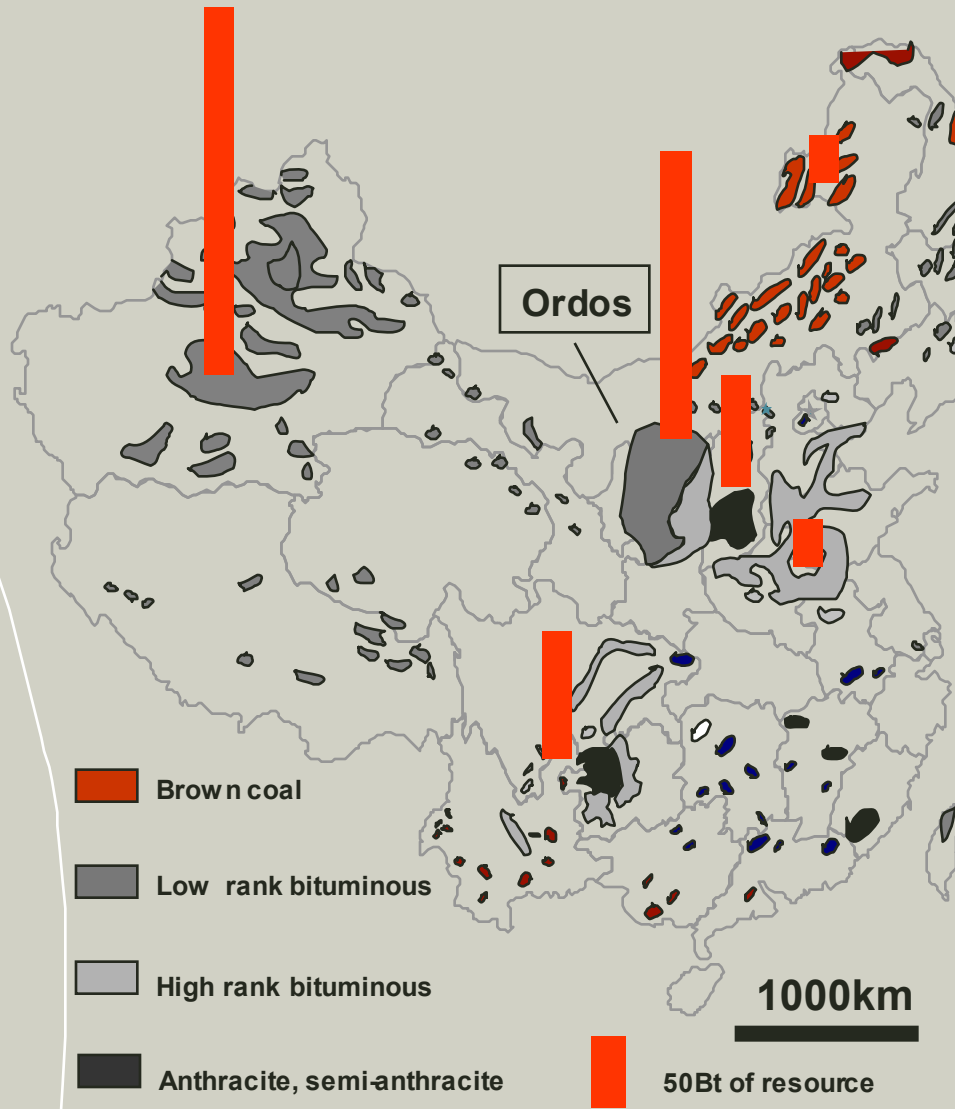 Ordos
Brown coal
Low rank bituminous
High rank bituminous
1000km
Anthracite, semi-anthracite
50Bt of resource